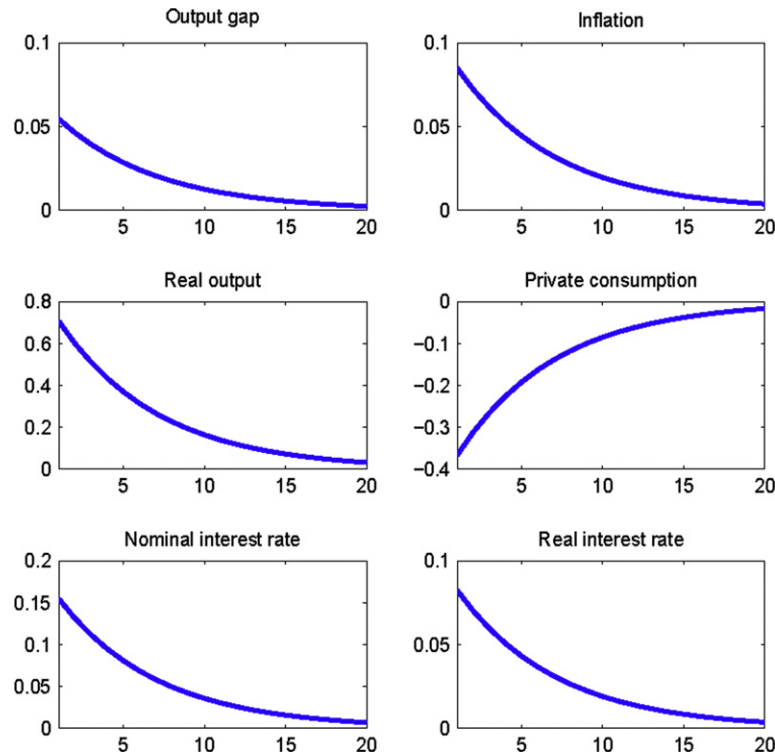 Output gap
0.1
0.05
0
5 10 15 20
Inflation
0.1
0.05
0
5 10 15 20
Real output
0.8
0.6
0.4
0.2
0
5 10 15 20
Private consumption
0
−0.1
−0.2
−0.3
−0.4
5 10 15 20
Nominal interest rate
0.2
0.15
0.1
0.05
0
5 10 15 20
Real interest rate
0.1
0.05
0
5 10 15 20